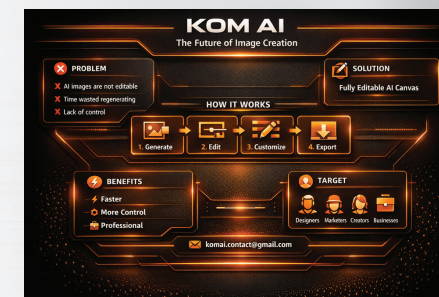 KOM AI
The Future of Image Creation
PROBLEM
AI images are not editable
Time wasted regenerating
Lack of control
SOLUTION
Fully Editable AI Canvas
HOW IT WORKS
1. Generate
2. Edit
3. Customize
4. Export
BENEFITS
Faster
More Control
Professional
TARGET
Designers
Marketers
Creators
Businesses
komai.contact@gmail.com